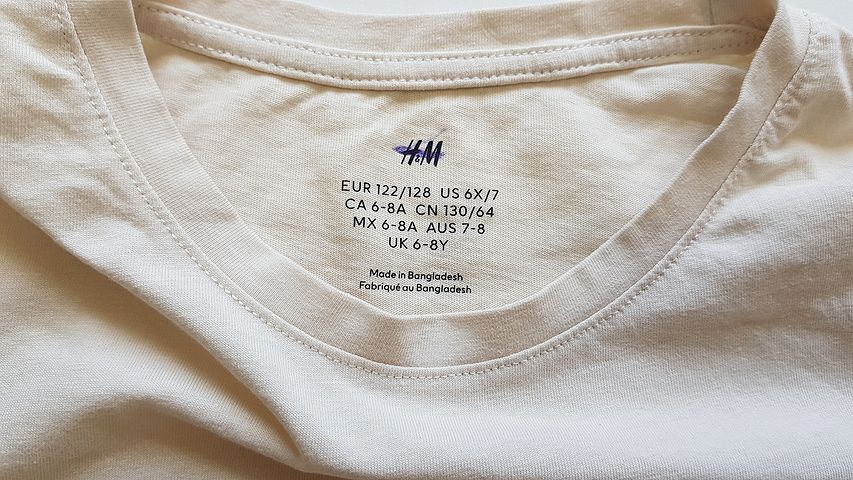 H&M
EUR 122/128 US 6X/7
CA 6-8A CN 130/64
MX 6-8A AUS 7-8
UK 6-8Y
Made in Bangladesh
Fabriqué au Bangladesh